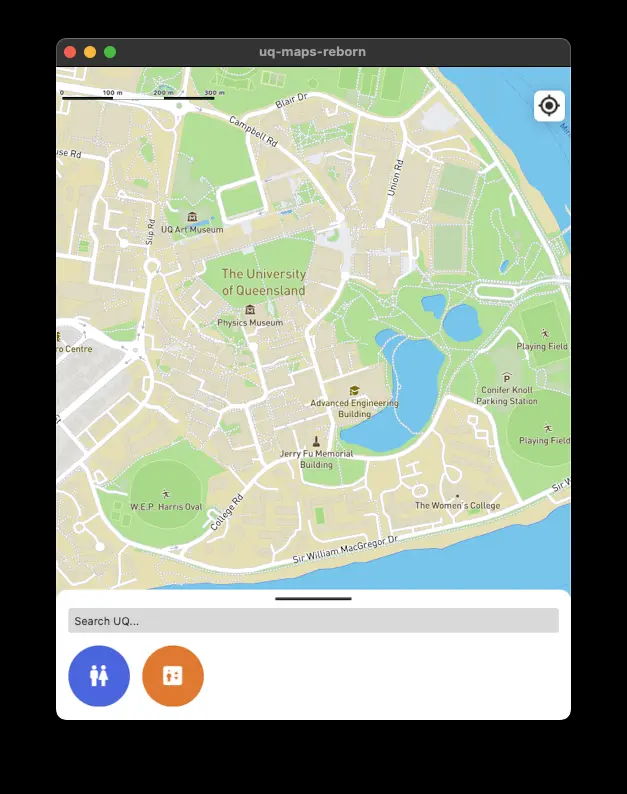 uq-maps-reborn
0 100 m 200 m 300 m
Blair Dr
Campbell Rd
use Rd
Union Rd
Slip Rd
UQ Art Museum
The University
of Queensland
Physics Museum
ro Centre
Playing Field
Conifer Knoll
Parking Station
Advanced Engineering
Building
Playing Field
Jerry Fu Memorial
Building
W.E.P. Harris Oval
College Rd
The Women's College
Sir W
Sir William MacGregor Dr
Search UQ...